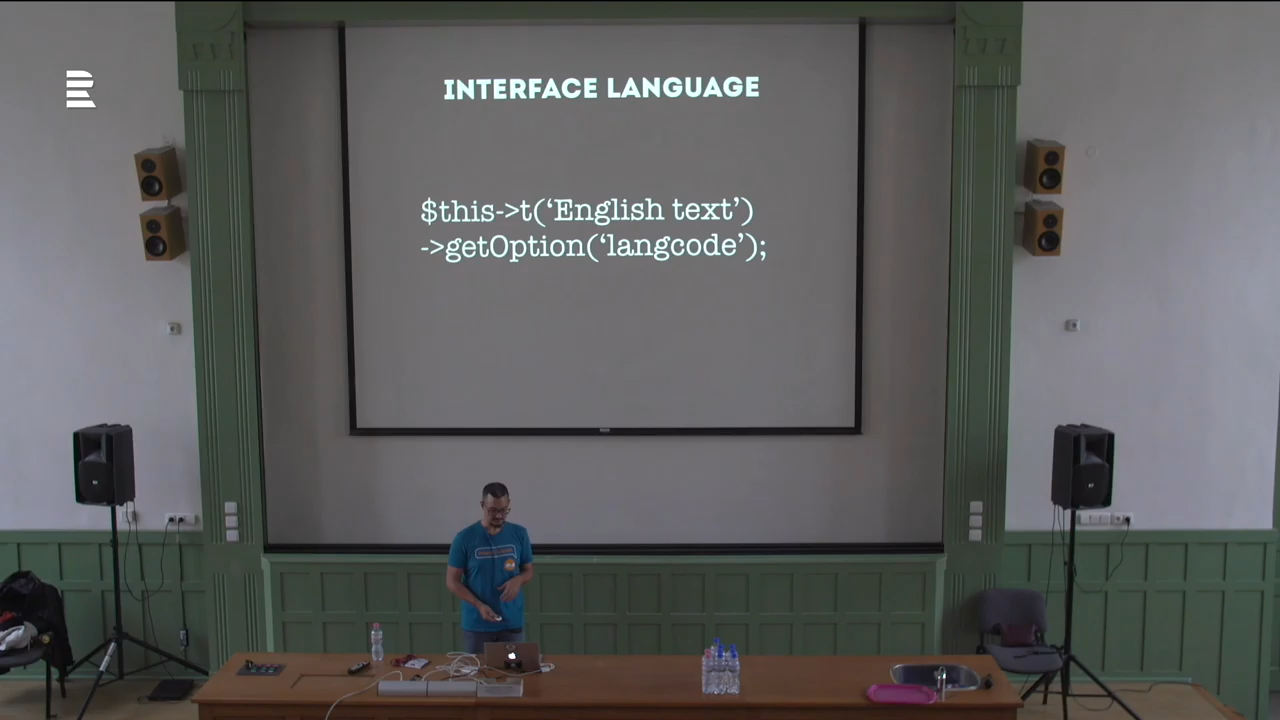 INTERFACE LANGUAGE
$this->t(‘English text’)
->getOption(‘langcode’);